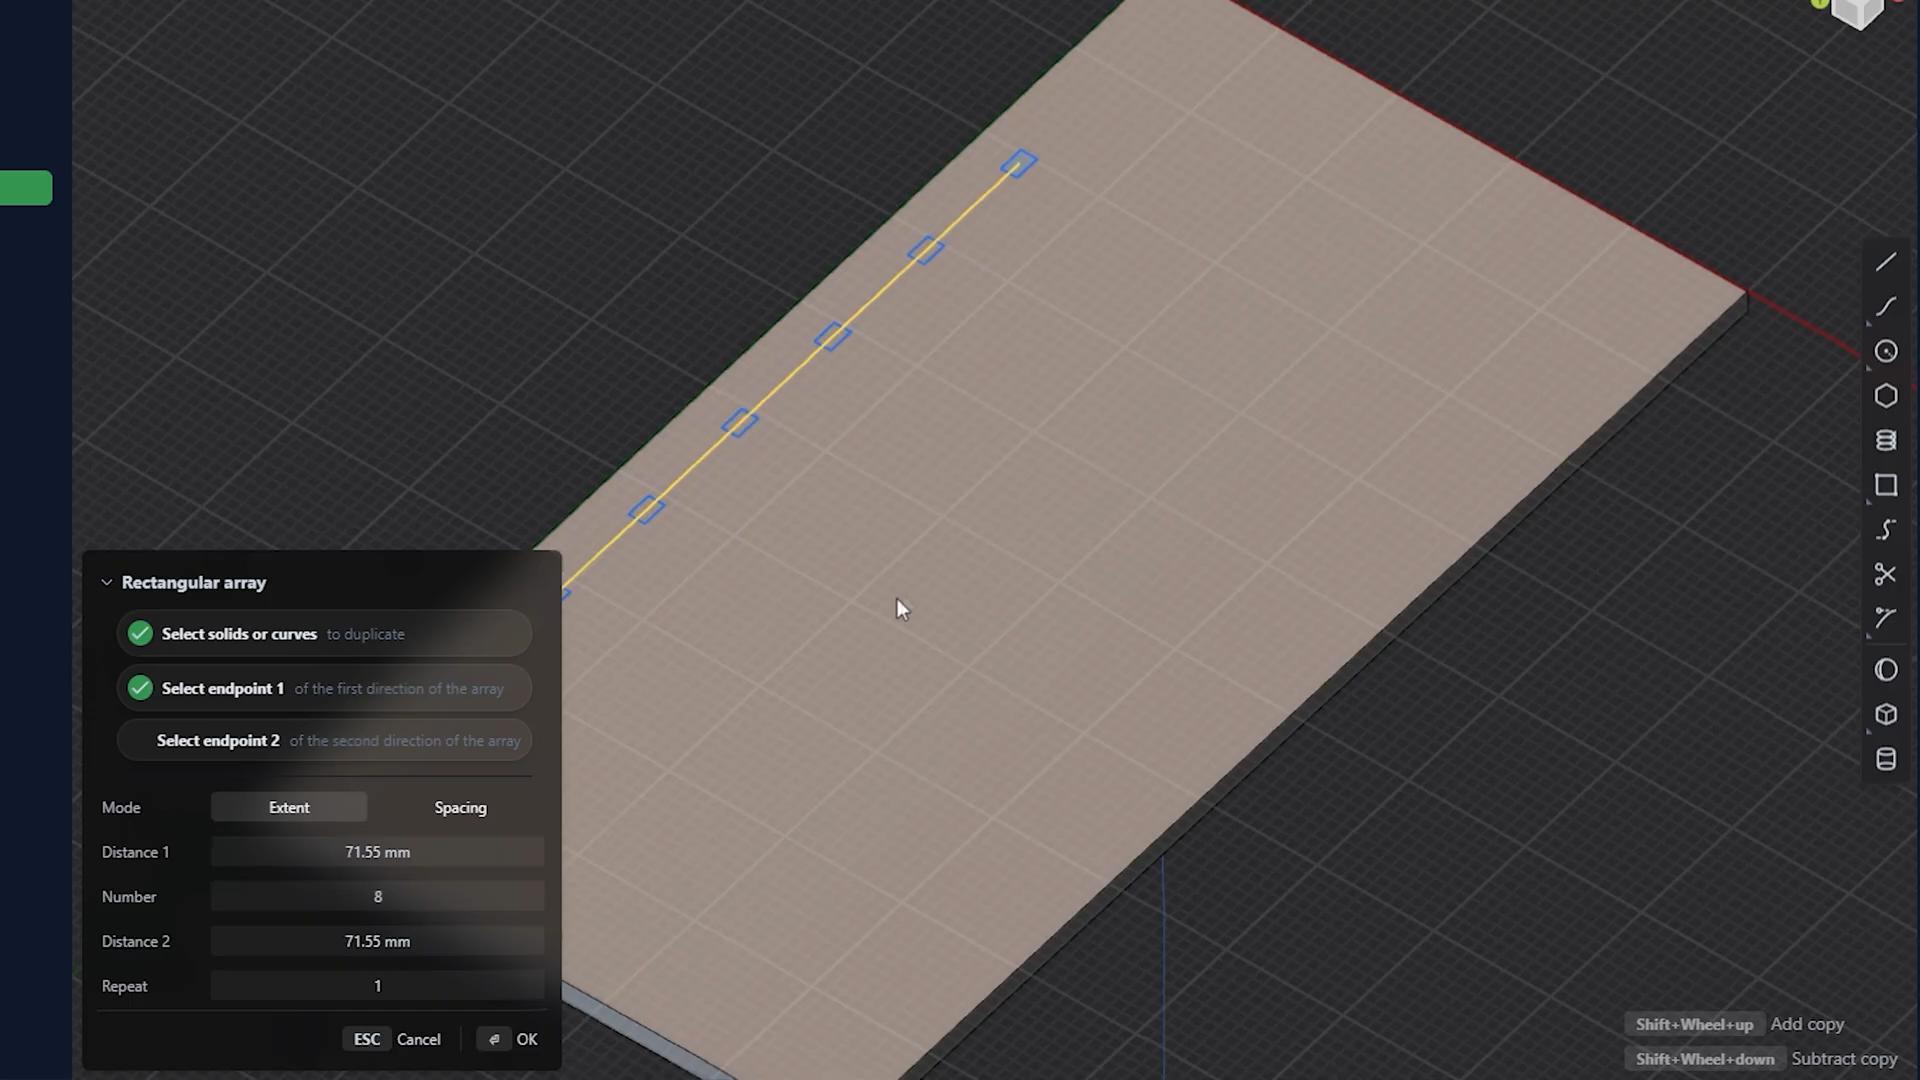 Rectangular array
Select solids or curves to duplicate
Select endpoint 1 of the first direction of the array
Select endpoint 2 of the second direction of the array
Mode Extent Spacing
Distance 1 71.55 mm
Number 8
Distance 2 71.55 mm
Repeat 1
ESC Cancel OK
Shift+Wheel+up Add copy
Shift+Wheel+down Subtract copy